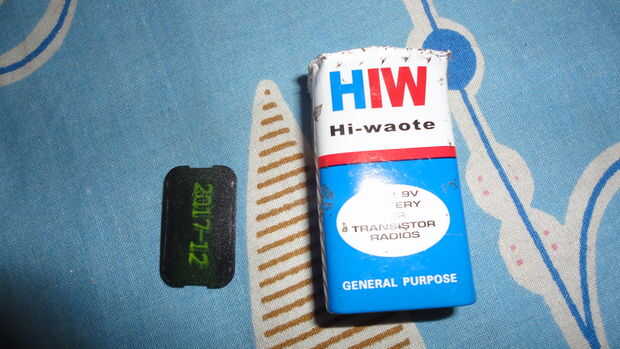 2017-12
HIW
Hi-waote
9V
TRANSISTOR
RADIOS
GENERAL PURPOSE